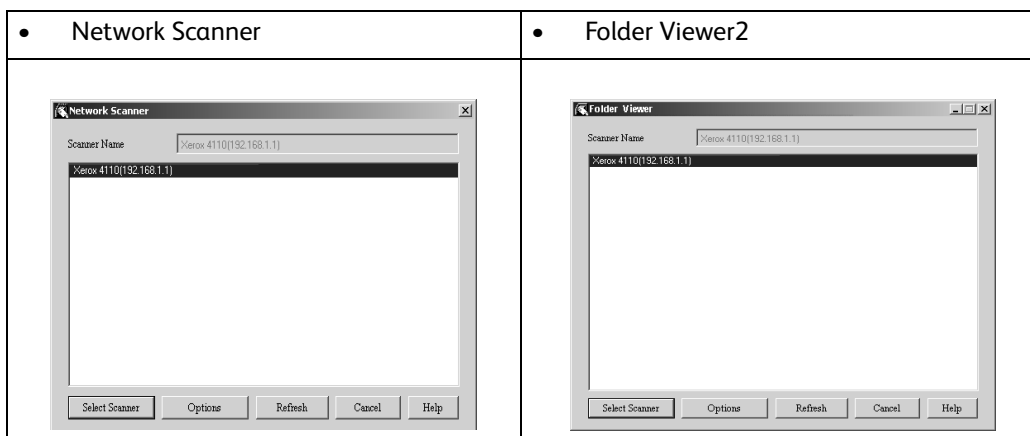 • Network Scanner
• Folder Viewer2
Network Scanner
Scanner Name Xerox 4110(192.168.1.1)
Xerox 4110(192.168.1.1)
Select Scanner Options Refresh Cancel Help
Folder Viewer
Scanner Name Xerox 4110(192.168.1.1)
Xerox 4110(192.168.1.1)
Select Scanner Options Refresh Cancel Help